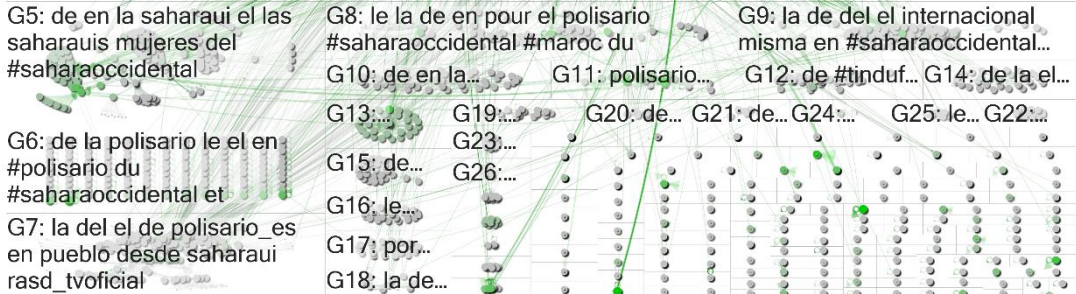 G5: de en la saharaui el las
saharauis mujeres del
#saharaoccidental
G6: de la polisario le el en
#polisario du
#saharaoccidental et
G7: la del el de polisario_es
en pueblo desde saharaui
rasd_tvoficial
G8: le la de en pour el polisario
#saharaoccidental #maroc du
G9: la de del el internacional
misma en #saharaoccidental...
G10: de en la...
G11: polisario...
G12: de #tinduf...
G14: de la el...
G13:...
G19:...
G20: de...
G21: de...
G24:...
G25: le...
G22:...
G23:...
G15: de...
G26:...
G16: le...
G17: por...
G18: la de...